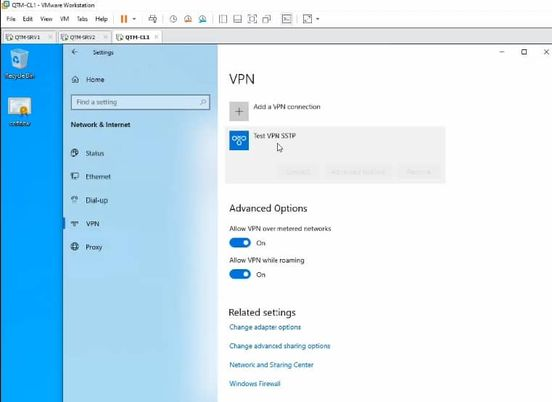 QTM-CL1 - VMware Workstation
File Edit View VM Tabs Help
QTM-SRV1 QTM-SRV2 QTM-CL1
Settings
Recycle Bin
Home
Find a setting
Network & Internet
Status
Ethernet
Dial-up
VPN
Proxy
VPN
Add a VPN connection
Test VPN SSTP
Connect Advanced options Remove
Advanced Options
Allow VPN over metered networks
On
Allow VPN while roaming
On
Related settings
Change adapter options
Change advanced sharing options
Network and Sharing Center
Windows Firewall